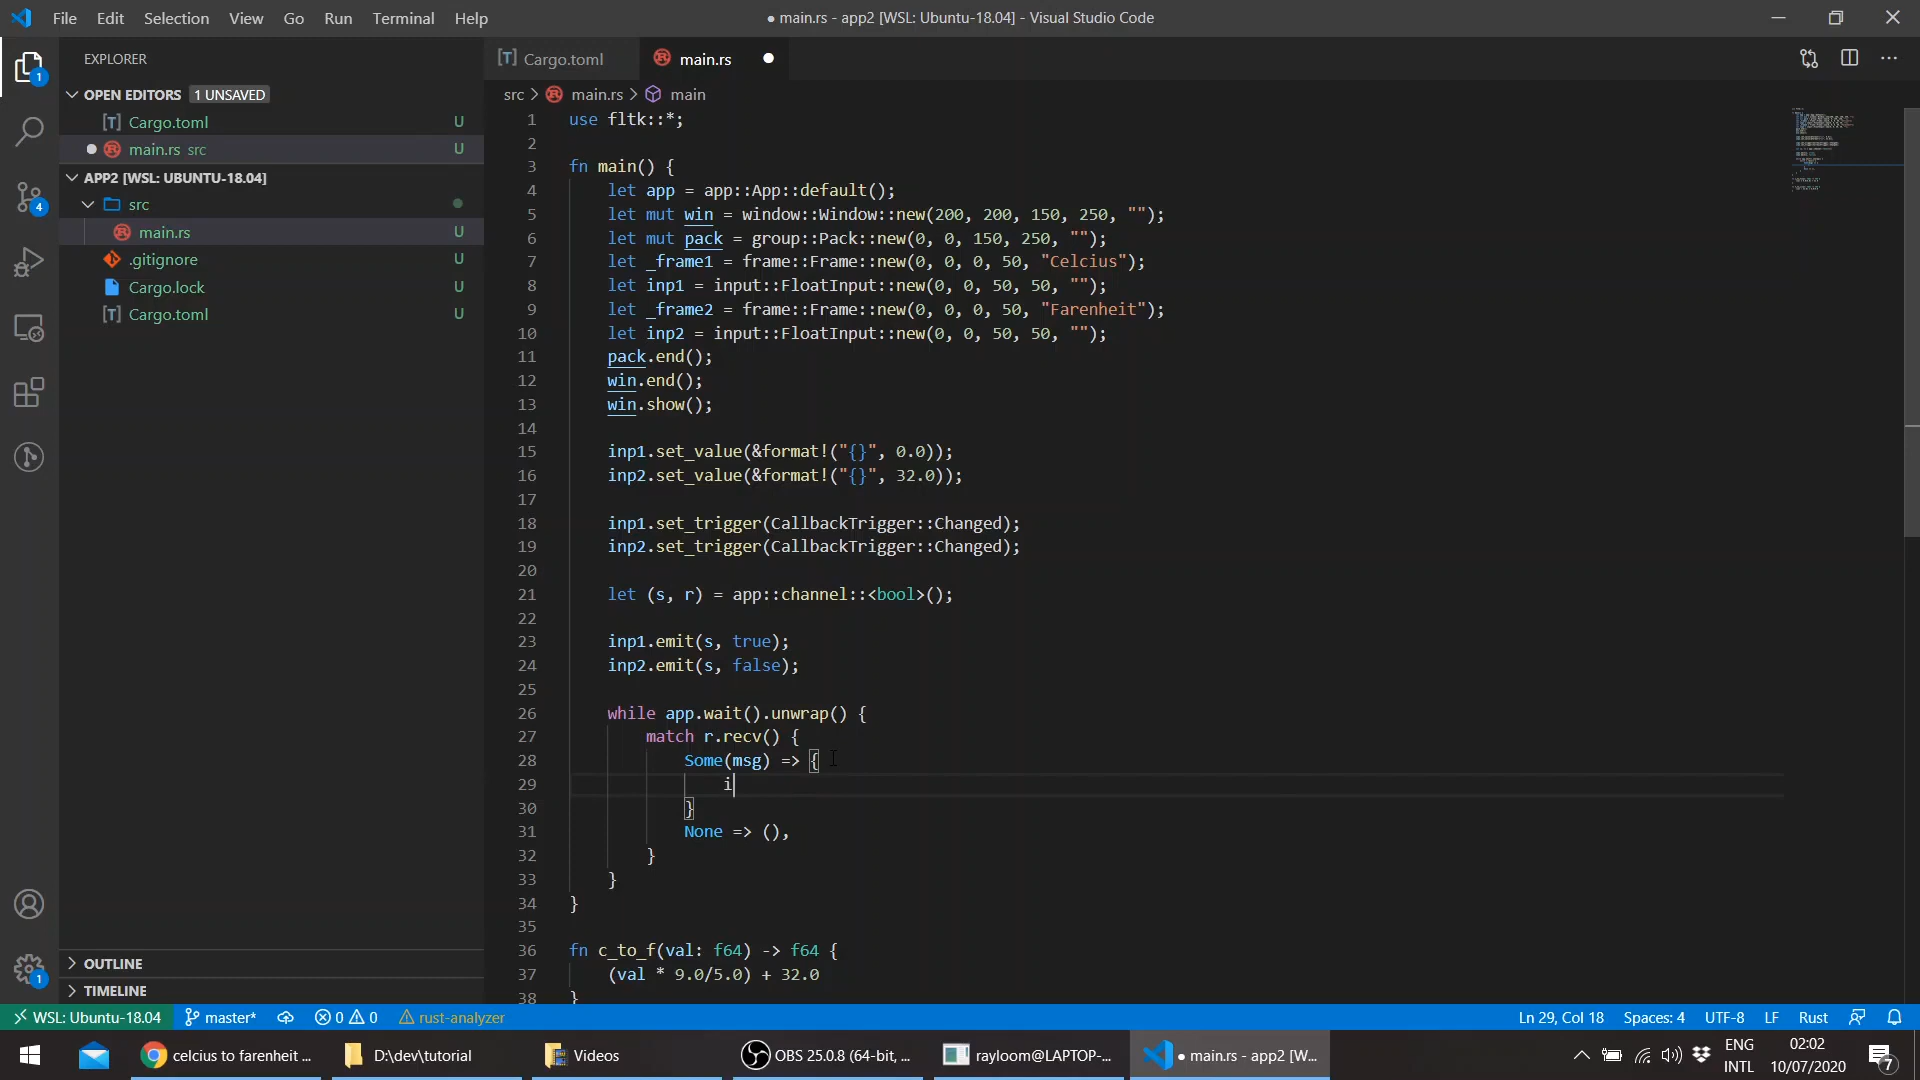 File Edit Selection View Go Run Terminal Help
● main.rs - app2 [WSL: Ubuntu-18.04] - Visual Studio Code
EXPLORER
OPEN EDITORS 1 UNSAVED
[T] Cargo.toml U
main.rs src U
APP2 [WSL: UBUNTU-18.04]
src
main.rs U
.gitignore U
Cargo.lock U
[T] Cargo.toml U
OUTLINE
TIMELINE
1
4
1
[T] Cargo.toml
main.rs ●
src > main.rs > main
1 use fltk::*;
2
3 fn main() {
4 let app = app::App::default();
5 let mut win = window::Window::new(200, 200, 150, 250, "");
6 let mut pack = group::Pack::new(0, 0, 150, 250, "");
7 let _frame1 = frame::Frame::new(0, 0, 0, 50, "Celcius");
8 let inp1 = input::FloatInput::new(0, 0, 50, 50, "");
9 let _frame2 = frame::Frame::new(0, 0, 0, 50, "Farenheit");
10 let inp2 = input::FloatInput::new(0, 0, 50, 50, "");
11 pack.end();
12 win.end();
13 win.show();
14
15 inp1.set_value(&format!("{}", 0.0));
16 inp2.set_value(&format!("{}", 32.0));
17
18 inp1.set_trigger(CallbackTrigger::Changed);
19 inp2.set_trigger(CallbackTrigger::Changed);
20
21 let (s, r) = app::channel::<bool>();
22
23 inp1.emit(s, true);
24 inp2.emit(s, false);
25
26 while app.wait().unwrap() {
27 match r.recv() {
28 Some(msg) => {
29 i
30 }
31 None => (),
32 }
33 }
34 }
35
36 fn c_to_f(val: f64) -> f64 {
37 (val * 9.0/5.0) + 32.0
38 }
WSL: Ubuntu-18.04 master* 0 0 rust-analyzer
Ln 29, Col 18 Spaces: 4 UTF-8 LF Rust
celcius to farenheit ... D:\dev\tutorial Videos OBS 25.0.8 (64-bit, ... rayloom@LAPTOP-... ● main.rs - app2 [W...
ENG
INTL
02:02
10/07/2020
7